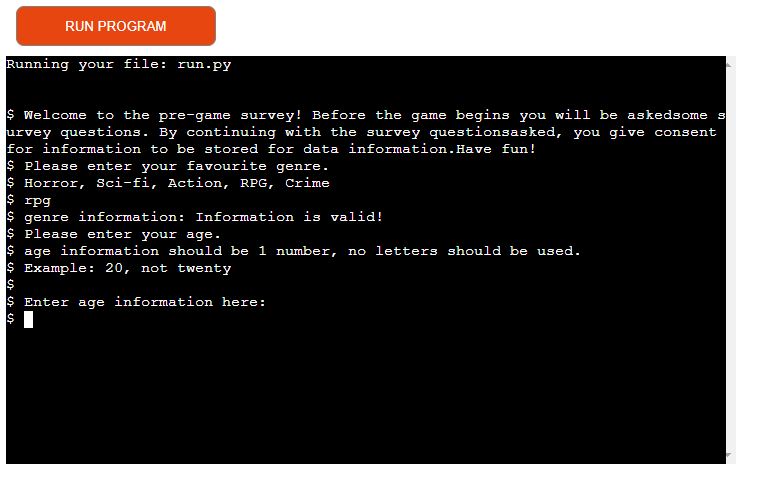 RUN PROGRAM
Running your file: run.py
$ Welcome to the pre-game survey! Before the game begins you will be askedsome s
urvey questions. By continuing with the survey questionsasked, you give consent
for information to be stored for data information.Have fun!
$ Please enter your favourite genre.
$ Horror, Sci-fi, Action, RPG, Crime
$ rpg
$ genre information: Information is valid!
$ Please enter your age.
$ age information should be 1 number, no letters should be used.
$ Example: 20, not twenty
$
$ Enter age information here:
$